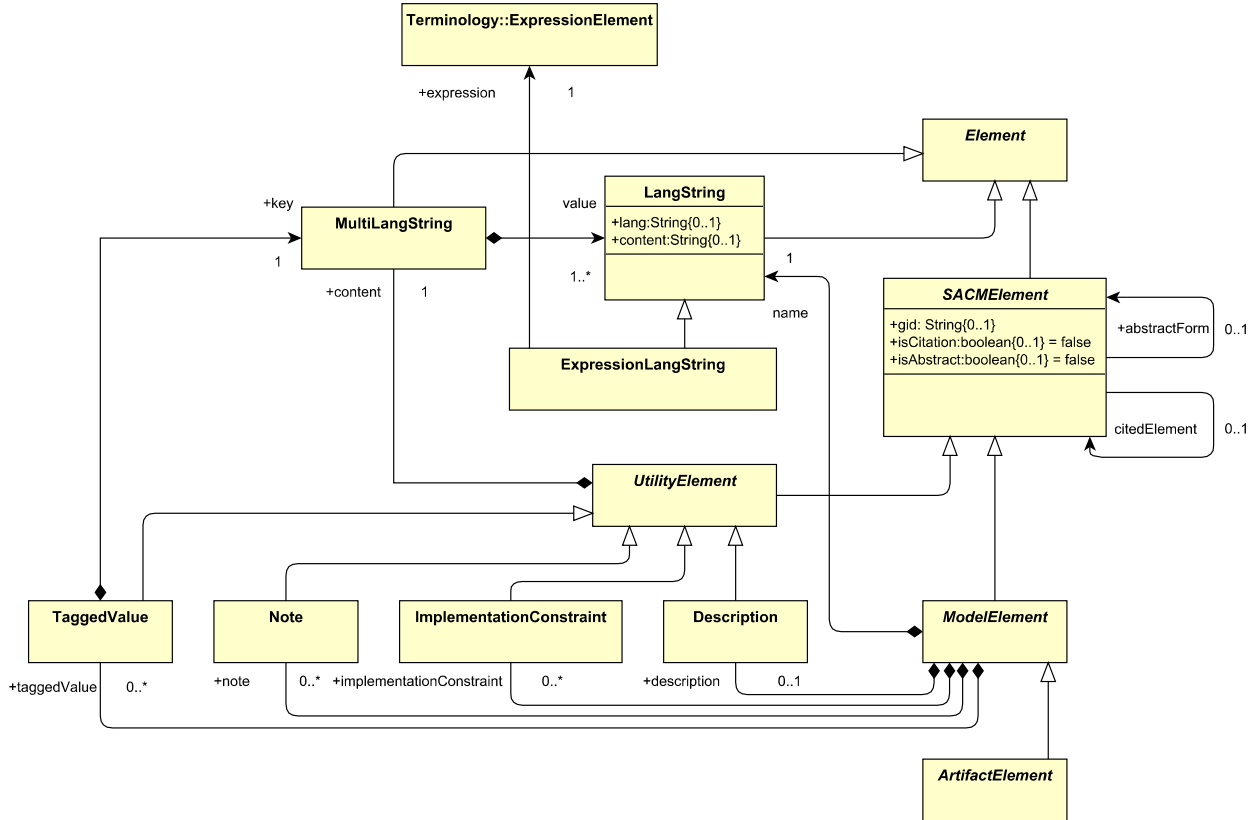 Terminology::ExpressionElement
+expression 1
Element
LangString
+lang:String{0..1}
+content:String{0..1}
+key
value
MultiLangString
1
1
1..*
+content 1
name
SACMElement
+gid: String{0..1}
+isCitation:boolean{0..1} = false
+isAbstract:boolean{0..1} = false
+abstractForm 0..1
citedElement 0..1
ExpressionLangString
UtilityElement
TaggedValue
Note
ImplementationConstraint
Description
ModelElement
+taggedValue 0..*
+note 0..*
+implementationConstraint 0..*
+description 0..1
ArtifactElement